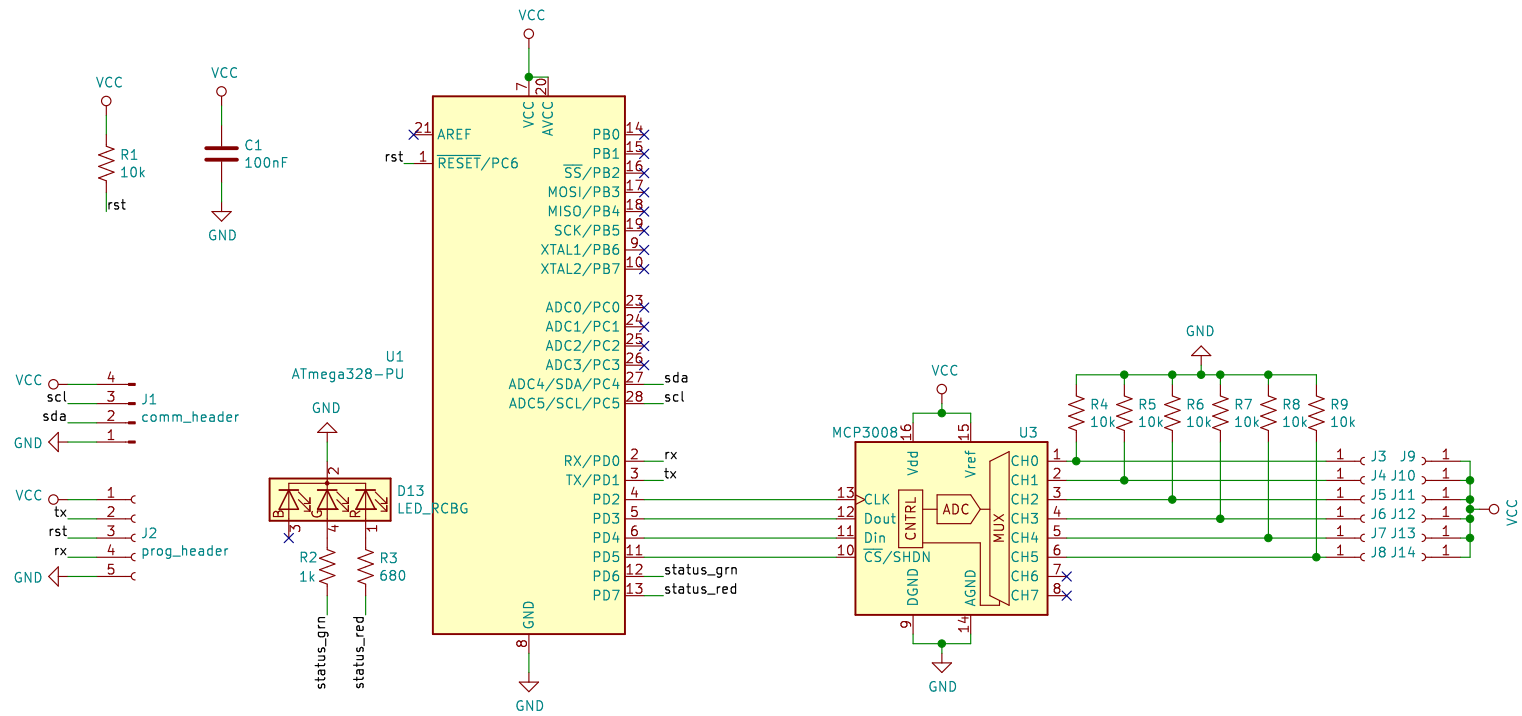 VCC
R1
10k
rst
VCC
C1
100nF
GND
VCC
7
20
VCC
AVCC
21 AREF
rst 1 RESET/PC6
PB0 14
PB1 15
SS/PB2 16
MOSI/PB3 17
MISO/PB4 18
SCK/PB5 19
XTAL1/PB6 9
XTAL2/PB7 10
ADC0/PC0 23
ADC1/PC1 24
ADC2/PC2 25
ADC3/PC3 26
ADC4/SDA/PC4 27 sda
ADC5/SCL/PC5 28 scl
RX/PD0 2 rx
TX/PD1 3 tx
PD2 4
PD3 5
PD4 6
PD5 11
PD6 12 status_grn
PD7 13 status_red
U1
ATmega328-PU
GND
8
GND
VCC 4
scl 3 J1
sda 2 comm_header
GND 1
VCC 1
tx 2
rst 3 J2
rx 4 prog_header
GND 5
GND
2
D13
LED_RCBG
B
G
R
3
4
1
R2
1k
R3
680
status_grn
status_red
VCC
MCP3008
U3
16
15
Vdd
Vref
13 CLK
12 Dout
11 Din
10 CS/SHDN
CNTRL
ADC
MUX
CH0 1
CH1 2
CH2 3
CH3 4
CH4 5
CH5 6
CH6 7
CH7 8
DGND
AGND
9
14
GND
GND
R4
10k
R5
10k
R6
10k
R7
10k
R8
10k
R9
10k
1 J3 J9 1
1 J4 J10 1
1 J5 J11 1
1 J6 J12 1
1 J7 J13 1
1 J8 J14 1
VCC